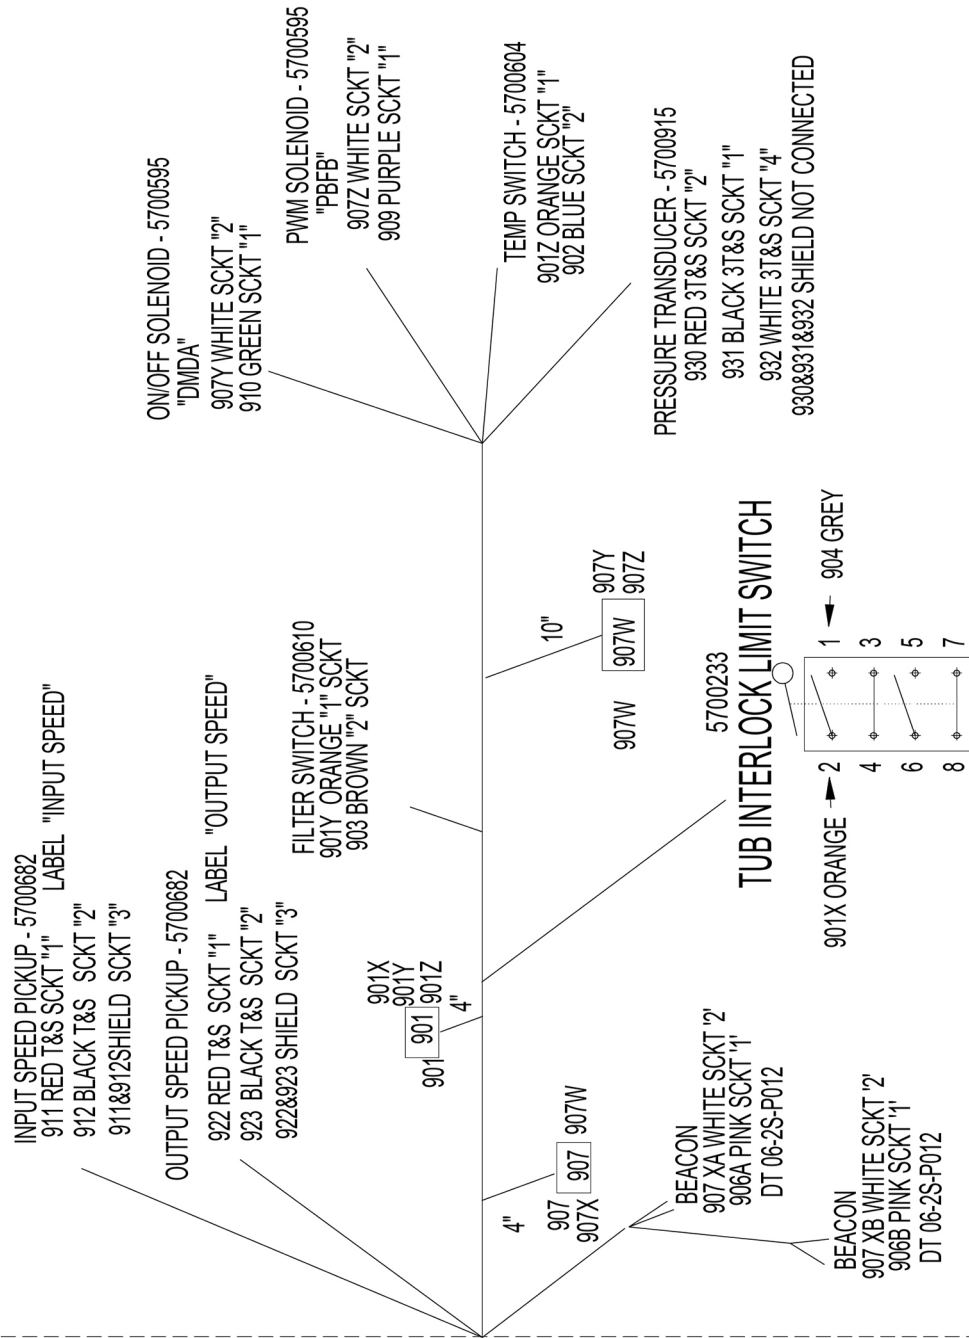 INPUT SPEED PICKUP - 5700682
911 RED T&S SCKT "1" LABEL "INPUT SPEED"
912 BLACK T&S SCKT "2"
911&912SHIELD SCKT "3"
OUTPUT SPEED PICKUP - 5700682
922 RED T&S SCKT "1" LABEL "OUTPUT SPEED"
923 BLACK T&S SCKT "2"
922&923 SHIELD SCKT "3"
FILTER SWITCH - 5700610
901Y ORANGE "1" SCKT
903 BROWN "2" SCKT
ON/OFF SOLENOID - 5700595
"DMDA"
907Y WHITE SCKT "2"
910 GREEN SCKT "1"
PWM SOLENOID - 5700595
"PBFB"
907Z WHITE SCKT "2"
909 PURPLE SCKT "1"
TEMP SWITCH - 5700604
901Z ORANGE SCKT "1"
902 BLUE SCKT "2"
PRESSURE TRANSDUCER - 5700915
930 RED 3T&S SCKT "2"
931 BLACK 3T&S SCKT "1"
932 WHITE 3T&S SCKT "4"
930&931&932 SHIELD NOT CONNECTED
901X
901Y
901Z
901
901
4"
4"
907
907X
907
907W
10"
907W
907W
907Y
907Z
BEACON
907 XA WHITE SCKT '2'
906A PINK SCKT '1'
DT 06-2S-P012
BEACON
907 XB WHITE SCKT '2'
906B PINK SCKT '1'
DT 06-2S-P012
5700233
TUB INTERLOCK LIMIT SWITCH
901X ORANGE
2
1
904 GREY
4
3
6
5
8
7